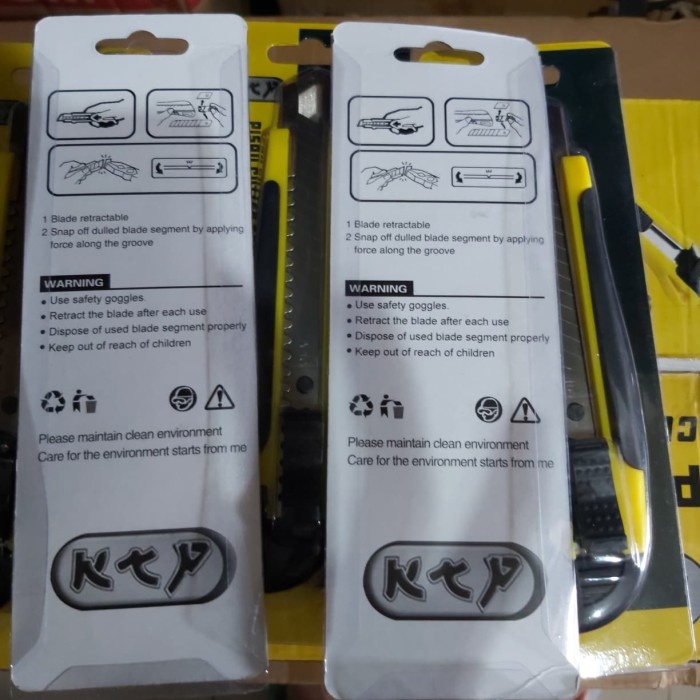 1 Blade retractable
2 Snap off dulled blade segment by applying
force along the groove
WARNING
• Use safety goggles.
• Retract the blade after each use
• Dispose of used blade segment properly
• Keep out of reach of children
Please maintain clean environment
Care for the environment starts from me
KTP
1 Blade retractable
2 Snap off dulled blade segment by applying
force along the groove
WARNING
• Use safety goggles.
• Retract the blade after each use
• Dispose of used blade segment properly
• Keep out of reach of children
Please maintain clean environment
Care for the environment starts from me
KTP
PISAU CUTTER